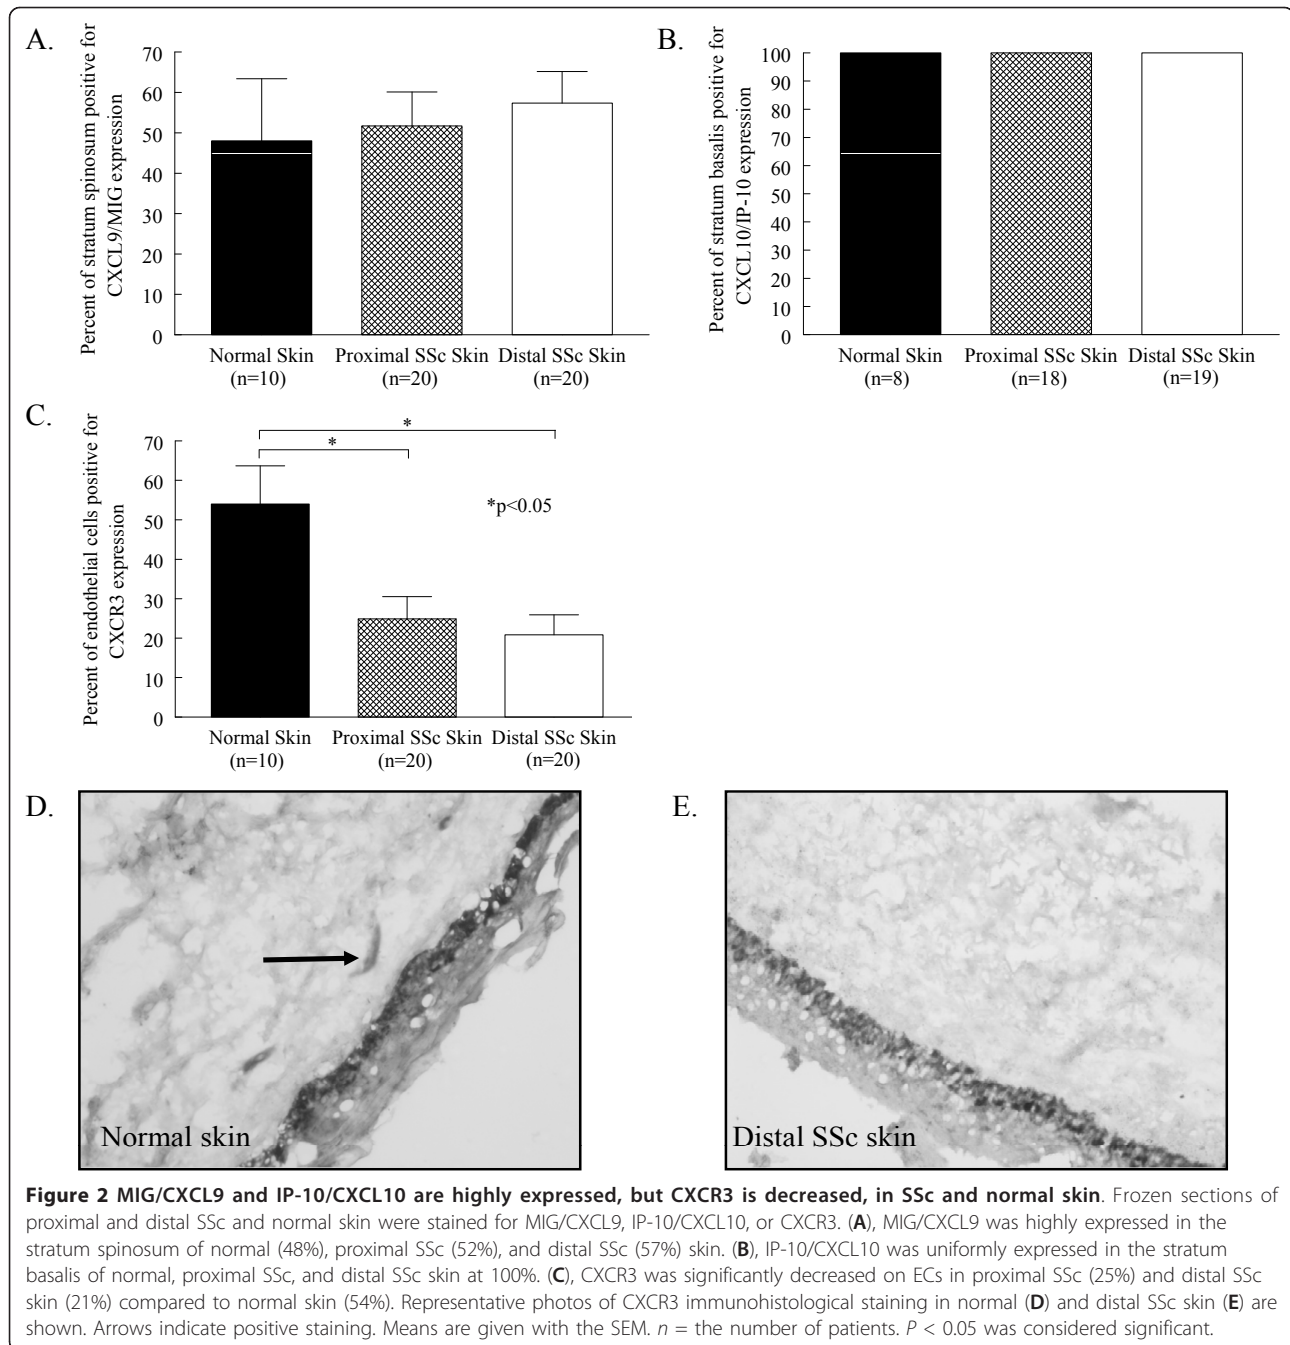 A.
Percent of stratum spinosum positive for
CXCL9/MIG expression
70
60
50
40
30
20
10
0
Normal Skin
(n=10)
Proximal SSc Skin
(n=20)
Distal SSc Skin
(n=20)
B.
Percent of stratum basalis positive for
CXCL10/IP-10 expression
100
90
80
70
60
50
40
30
20
10
0
Normal Skin
(n=8)
Proximal SSc Skin
(n=18)
Distal SSc Skin
(n=19)
C.
Percent of endothelial cells positive for
CXCR3 expression
70
60
50
40
30
20
10
0
*
*
*p<0.05
Normal Skin
(n=10)
Proximal SSc Skin
(n=20)
Distal SSc Skin
(n=20)
D.
Normal skin
E.
Distal SSc skin
Figure 2 MIG/CXCL9 and IP-10/CXCL10 are highly expressed, but CXCR3 is decreased, in SSc and normal skin. Frozen sections of
proximal and distal SSc and normal skin were stained for MIG/CXCL9, IP-10/CXCL10, or CXCR3. (A), MIG/CXCL9 was highly expressed in the
stratum spinosum of normal (48%), proximal SSc (52%), and distal SSc (57%) skin. (B), IP-10/CXCL10 was uniformly expressed in the stratum
basalis of normal, proximal SSc, and distal SSc skin at 100%. (C), CXCR3 was significantly decreased on ECs in proximal SSc (25%) and distal SSc
skin (21%) compared to normal skin (54%). Representative photos of CXCR3 immunohistological staining in normal (D) and distal SSc skin (E) are
shown. Arrows indicate positive staining. Means are given with the SEM. n = the number of patients. P < 0.05 was considered significant.